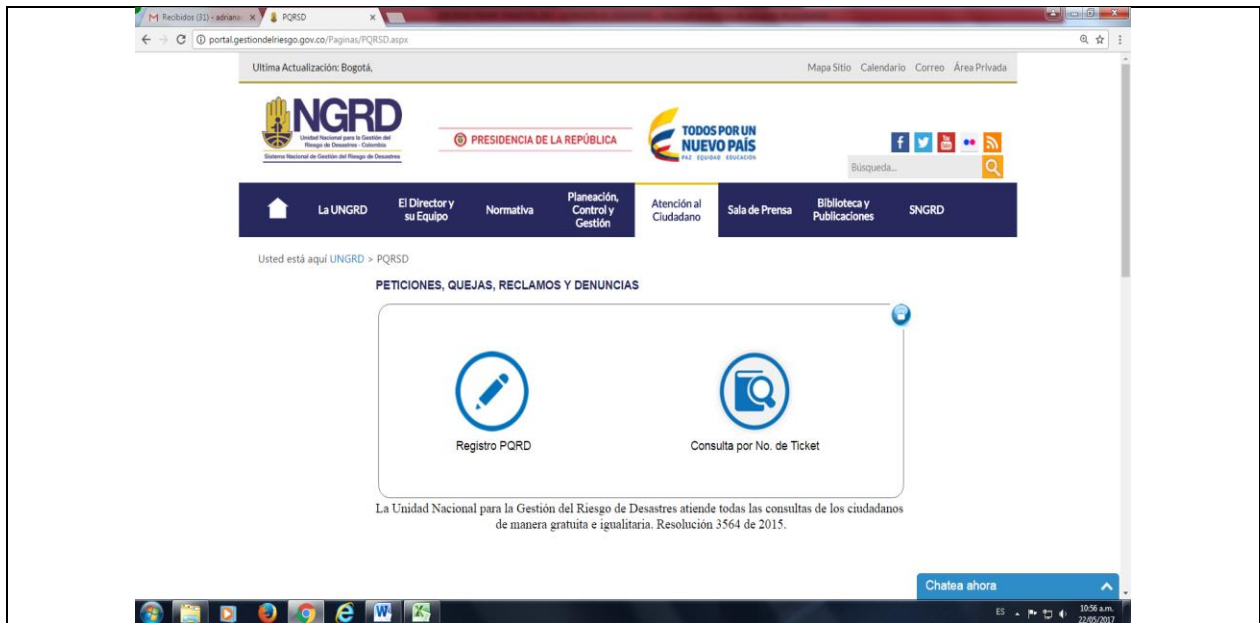 Recibidos (31) - adriana
PQRSD
portal.gestiondelriesgo.gov.co/Paginas/PQRSD.aspx
Ultima Actualización: Bogotá,
Mapa Sitio Calendario Correo Área Privada
NGRD
Unidad Nacional para la Gestión del
Riesgo de Desastres - Colombia
Sistema Nacional de Gestión del Riesgo de Desastres
PRESIDENCIA DE LA REPÚBLICA
TODOS POR UN
NUEVO PAÍS
PAZ EQUIDAD EDUCACIÓN
Búsqueda...
La UNGRD
El Director y
su Equipo
Normativa
Planeación,
Control y
Gestión
Atención al
Ciudadano
Sala de Prensa
Biblioteca y
Publicaciones
SNGRD
Usted está aquí UNGRD > PQRSD
PETICIONES, QUEJAS, RECLAMOS Y DENUNCIAS
Registro PQRD
Consulta por No. de Ticket
La Unidad Nacional para la Gestión del Riesgo de Desastres atiende todas las consultas de los ciudadanos
de manera gratuita e igualitaria. Resolución 3564 de 2015.
Chatea ahora
ES
10:56 a.m.
22/05/2017